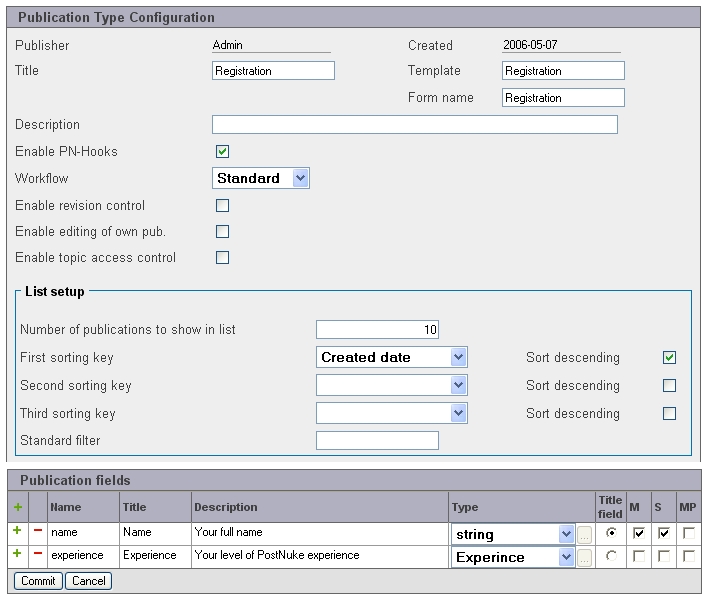 Publication Type Configuration
Publisher Admin Created 2006-05-07
Title Registration Template Registration
Form name Registration
Description
Enable PN-Hooks
Workflow Standard
Enable revision control
Enable editing of own pub.
Enable topic access control
List setup
Number of publications to show in list 10
First sorting key Created date Sort descending
Second sorting key Sort descending
Third sorting key Sort descending
Standard filter
Publication fields
+ Name Title Description Type Title field M S MP
+ − name Name Your full name string ...
+ − experience Experience Your level of PostNuke experience Experince ...
Commit Cancel